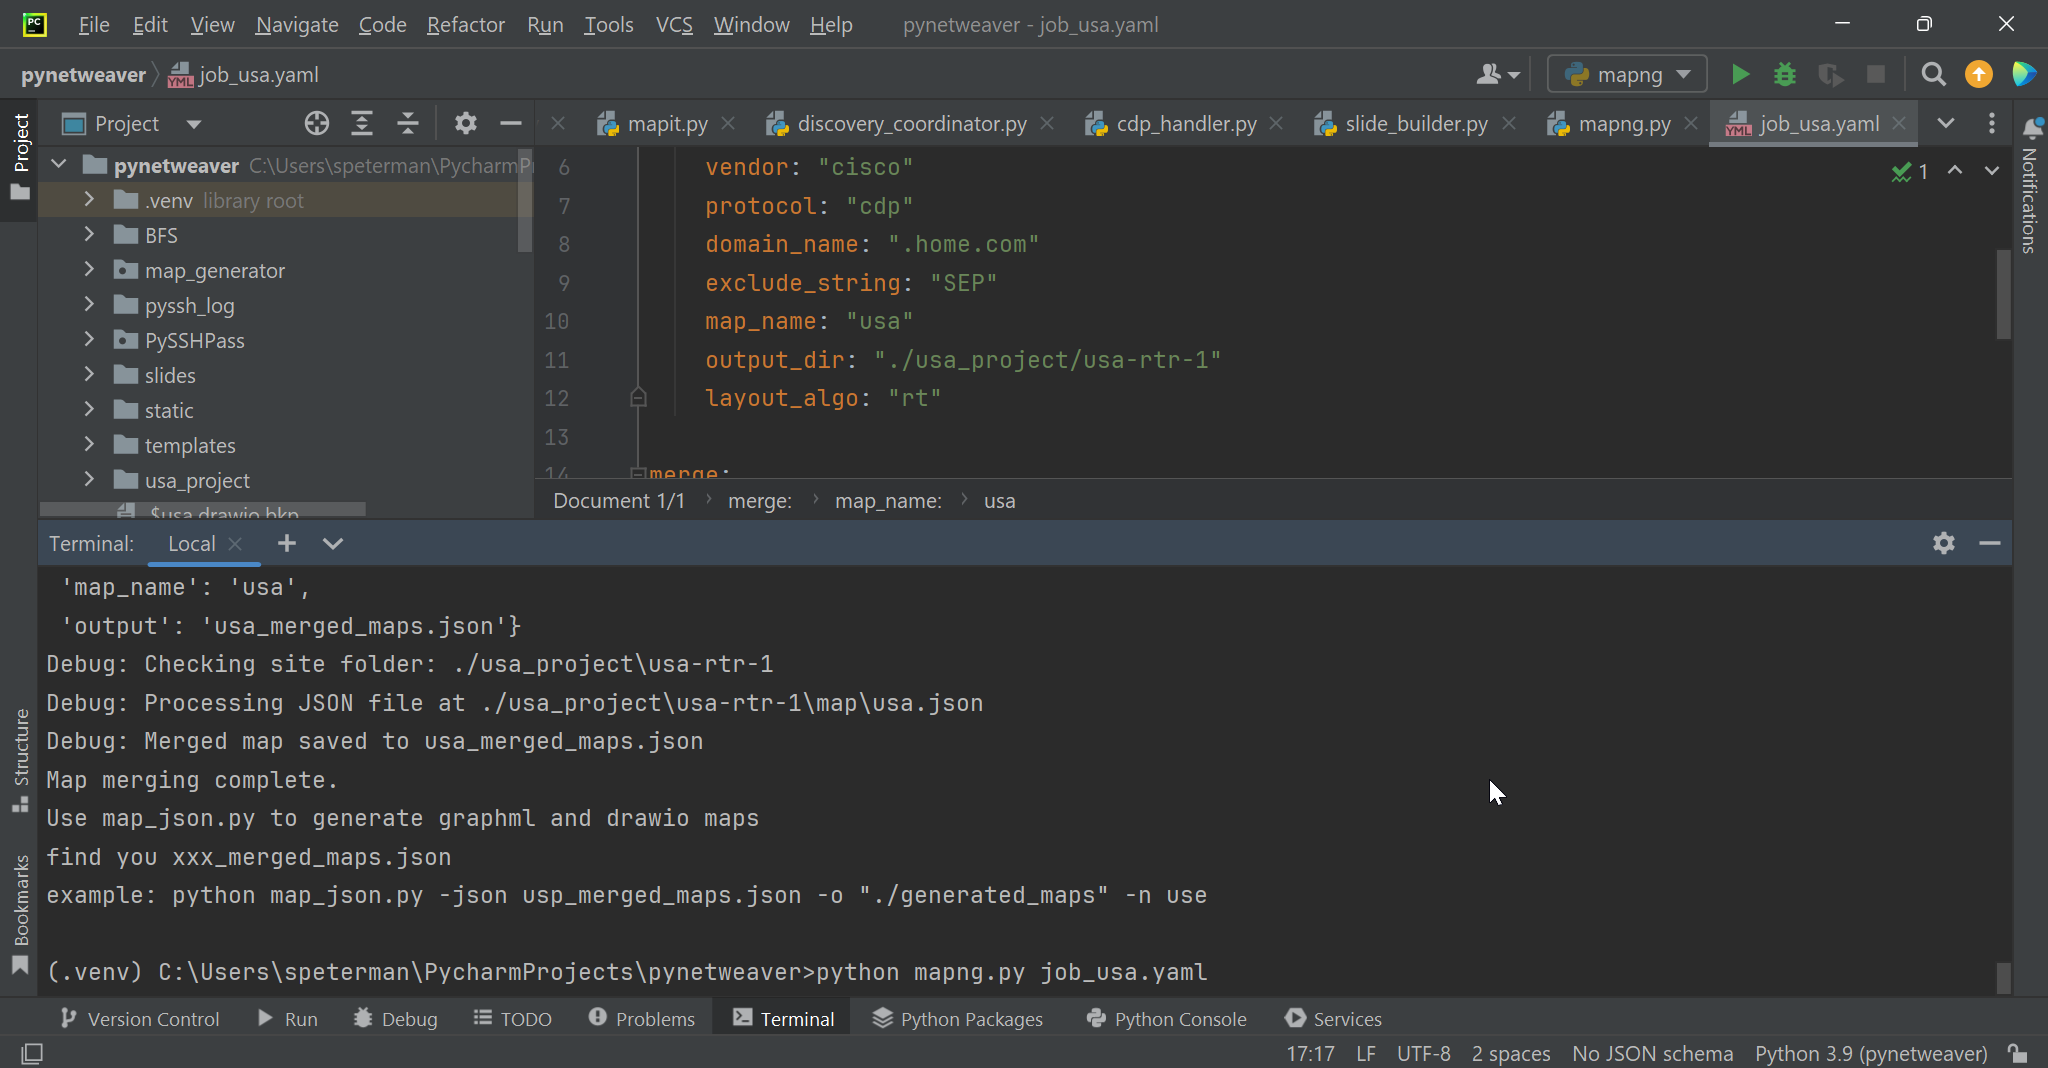 PC File Edit View Navigate Code Refactor Run Tools VCS Window Help pynetweaver - job_usa.yaml
pynetweaver YML job_usa.yaml mapng
Project
Project
mapit.py discovery_coordinator.py cdp_handler.py slide_builder.py mapng.py YML job_usa.yaml
Notifications
pynetweaver C:\Users\speterman\PycharmP
.venv library root
BFS
map_generator
pyssh_log
PySSHPass
slides
static
templates
usa_project
$usa.drawio.bkp
6 vendor: "cisco"
1
7 protocol: "cdp"
8 domain_name: ".home.com"
9 exclude_string: "SEP"
10 map_name: "usa"
11 output_dir: "./usa_project/usa-rtr-1"
12 layout_algo: "rt"
13
14 merge:
Document 1/1 merge: map_name: usa
Terminal: Local
'map_name': 'usa',
'output': 'usa_merged_maps.json'}
Debug: Checking site folder: ./usa_project\usa-rtr-1
Debug: Processing JSON file at ./usa_project\usa-rtr-1\map\usa.json
Debug: Merged map saved to usa_merged_maps.json
Map merging complete.
Use map_json.py to generate graphml and drawio maps
find you xxx_merged_maps.json
example: python map_json.py -json usp_merged_maps.json -o "./generated_maps" -n use
(.venv) C:\Users\speterman\PycharmProjects\pynetweaver>python mapng.py job_usa.yaml
Structure
Bookmarks
Version Control Run Debug TODO Problems Terminal Python Packages Python Console Services
17:17 LF UTF-8 2 spaces No JSON schema Python 3.9 (pynetweaver)